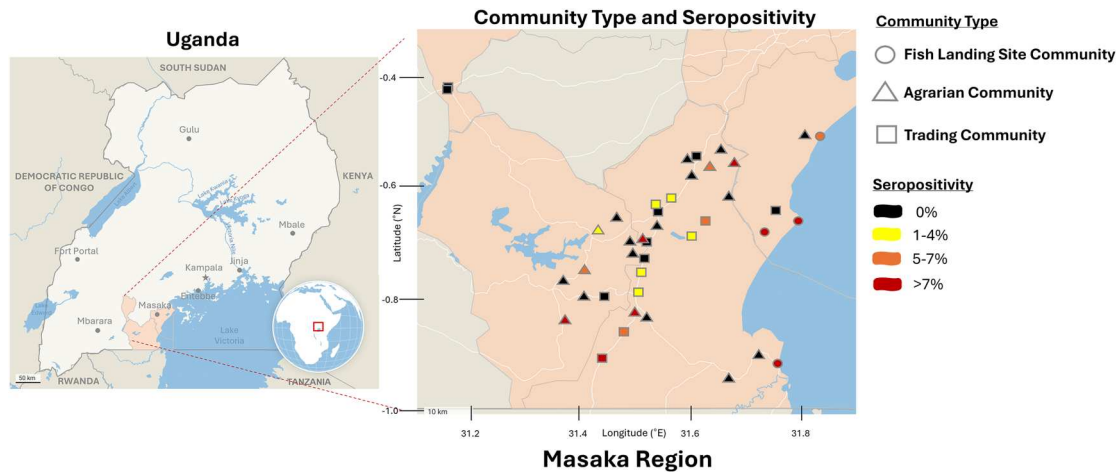 Uganda
SOUTH SUDAN
Gulu
DEMOCRATIC REPUBLIC
OF CONGO
KENYA
Mbale
Fort Portal
Jinja
Kampala
Entebbe
Masaka
Mbarara
Lake
Victoria
50 km
RWANDA
TANZANIA
Community Type and Seropositivity
-0.4
-0.6
-0.8
-1.0
Latitude (°N)
10 km
31.2
31.4
Longitude (°E)
31.6
31.8
Masaka Region
Community Type
Fish Landing Site Community
Agrarian Community
Trading Community
Seropositivity
0%
1-4%
5-7%
>7%